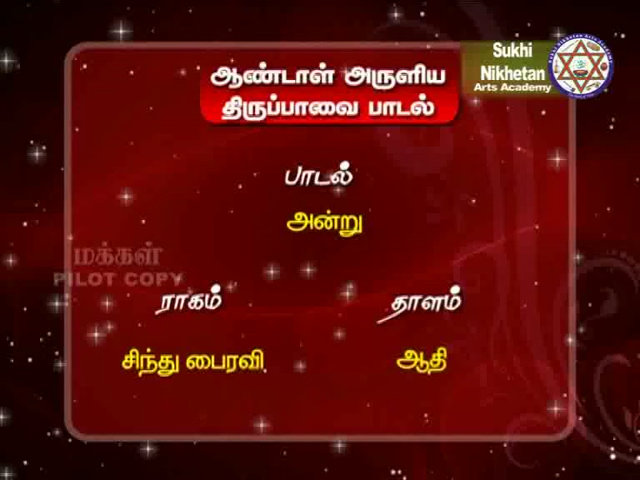 Sukhi
Nikhetan
Arts Academy
ஆண்டாள் அருளிய
திருப்பாவை பாடல்
பாடல்
அன்று
மக்கள்
PILOT COPY
ராகம் தாளம்
சிந்து பைரவி ஆதி